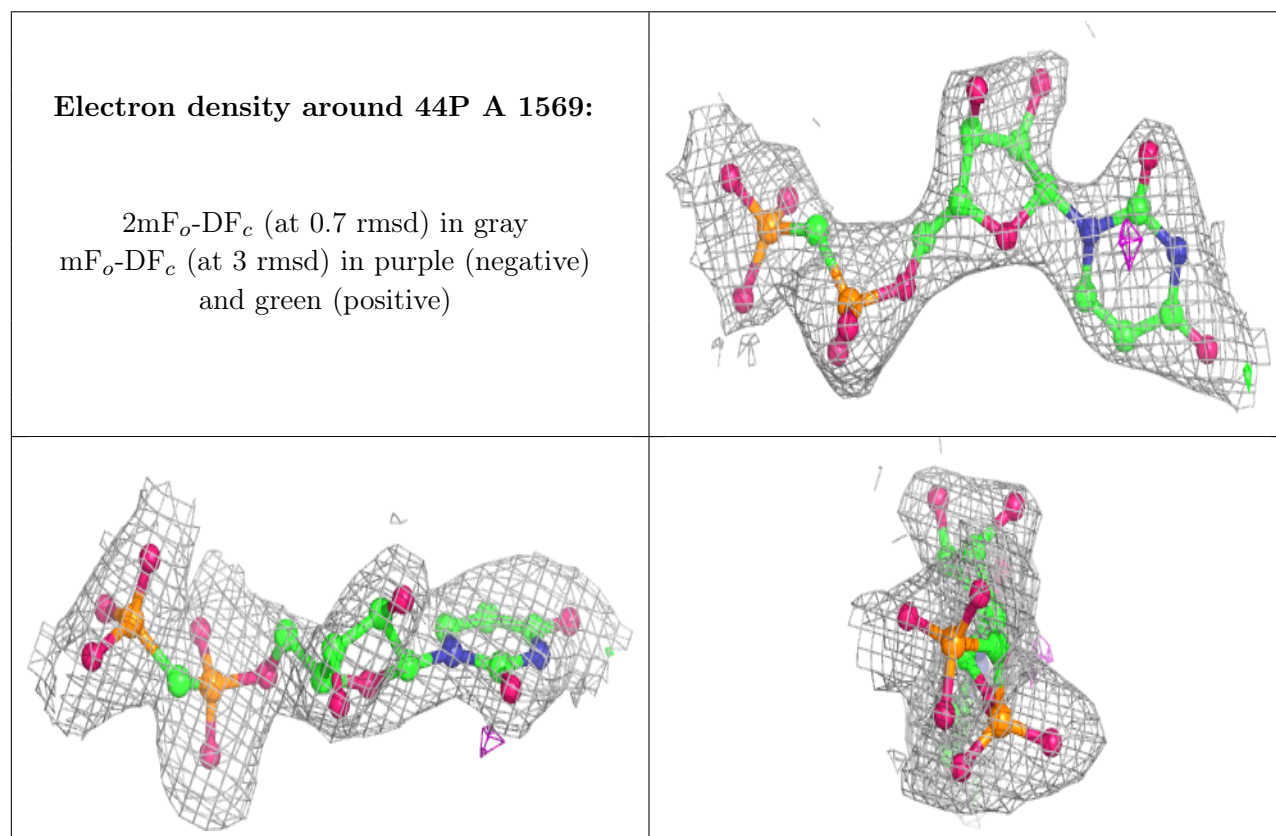 Electron density around 44P A 1569:
2mFo-DFc (at 0.7 rmsd) in gray
mFo-DFc (at 3 rmsd) in purple (negative)
and green (positive)